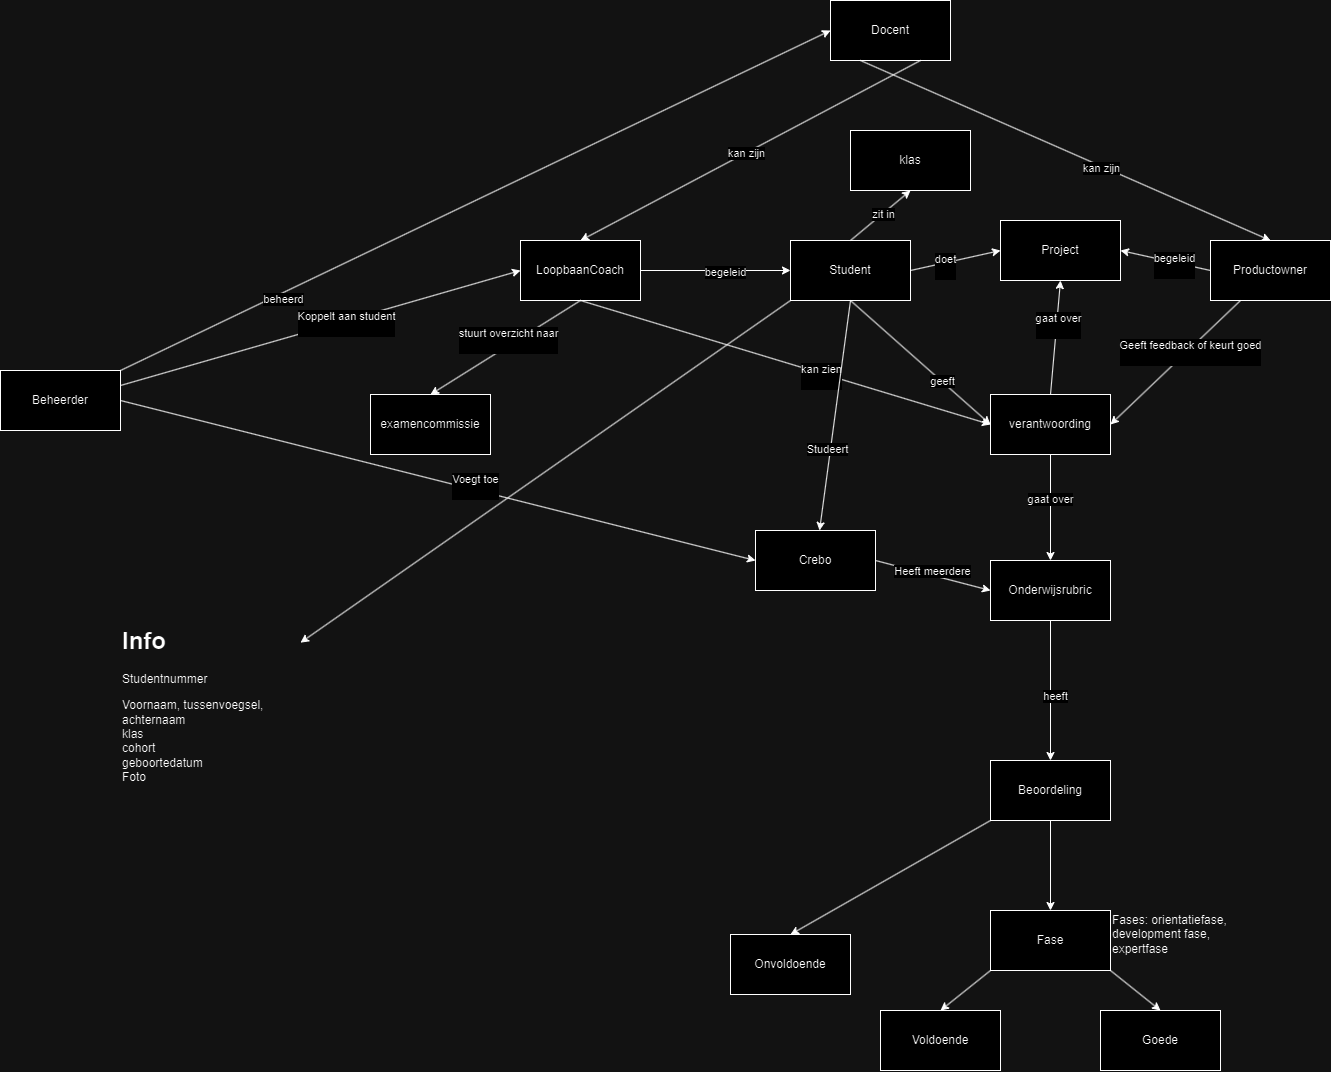 Docent
kan zijn
klas
kan zijn
zit in
Project
LoopbaanCoach
begeleid
Student
doet
begeleid
Productowner
beheerd
Koppelt aan student
stuurt overzicht naar
gaat over
Geeft feedback of keurt goed
kan zien
geeft
Beheerder
examencommissie
verantwoording
Studeert
Voegt toe
gaat over
Crebo
Heeft meerdere
Onderwijsrubric
Info
Studentnummer
Voornaam, tussenvoegsel,
achternaam
klas
cohort
geboortedatum
Foto
heeft
Beoordeling
Fase
Fases: orientatiefase,
development fase,
expertfase
Onvoldoende
Voldoende
Goede